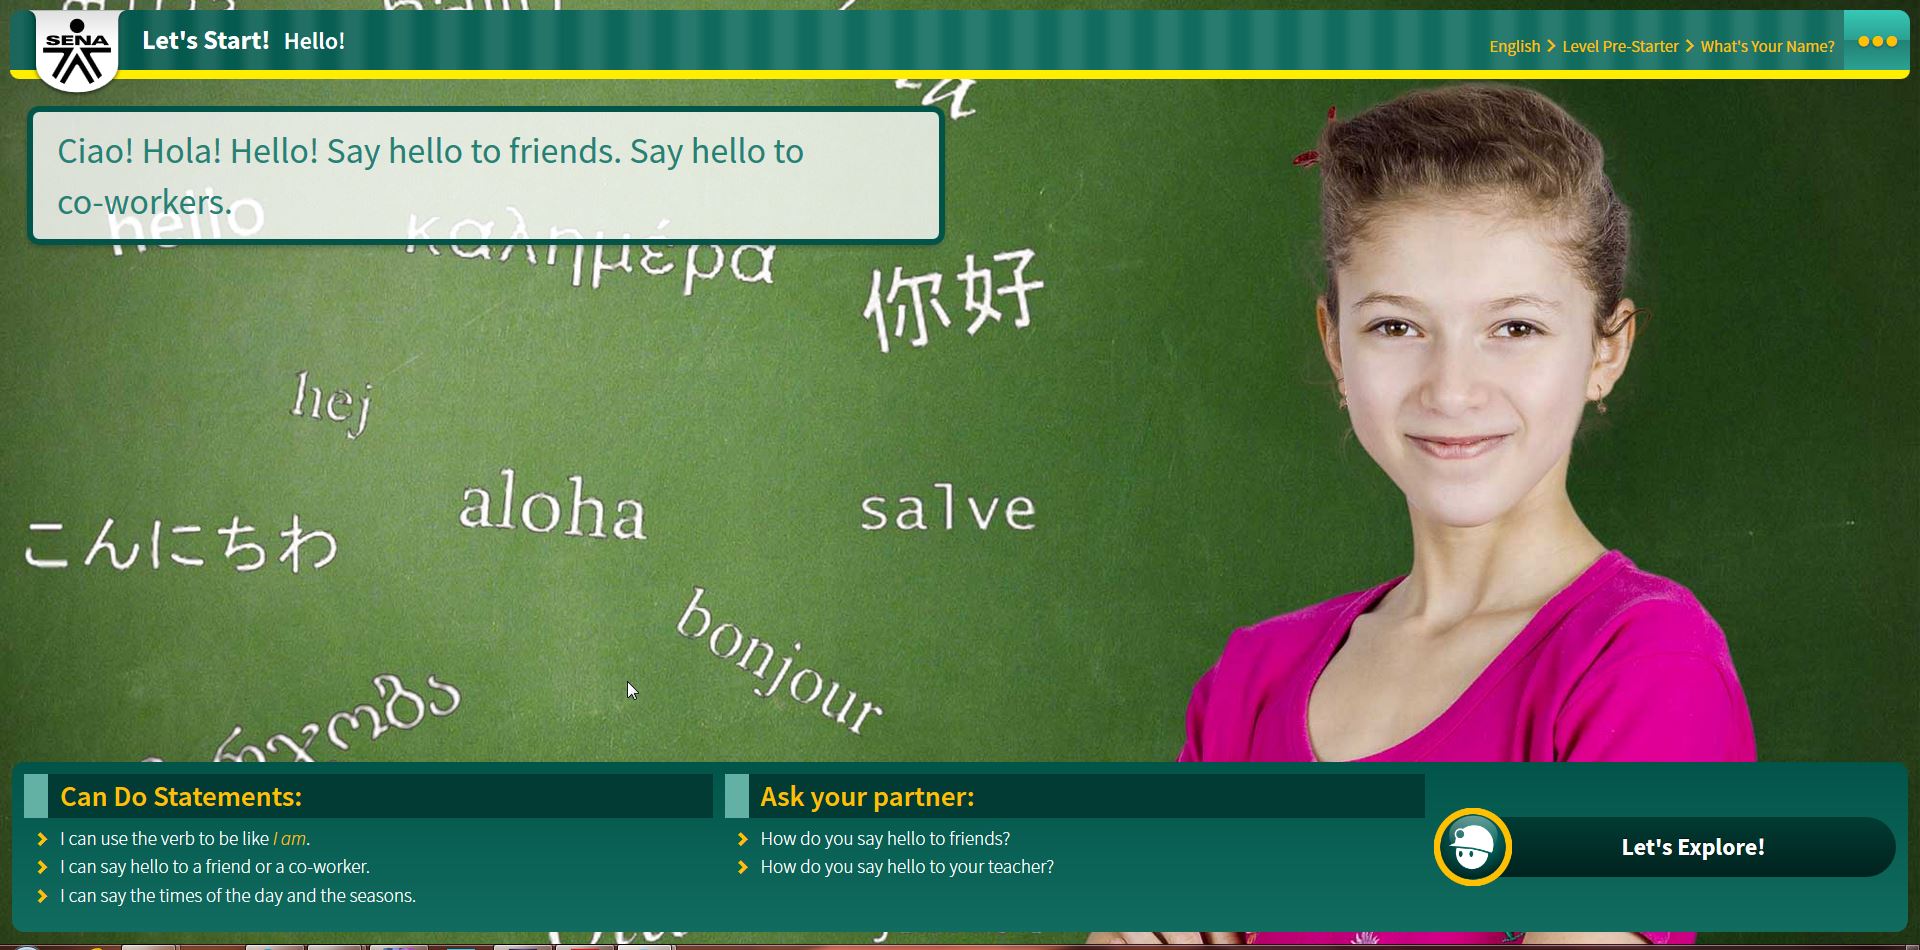 SENA
Let's Start! Hello!
English > Level Pre-Starter > What's Your Name?
Ciao! Hola! Hello! Say hello to friends. Say hello to
co-workers.
hello
καλημέρα
你好
hej
aloha
salve
こんにちわ
bonjour
Can Do Statements:
I can use the verb to be like I am.
I can say hello to a friend or a co-worker.
I can say the times of the day and the seasons.
Ask your partner:
How do you say hello to friends?
How do you say hello to your teacher?
Let's Explore!